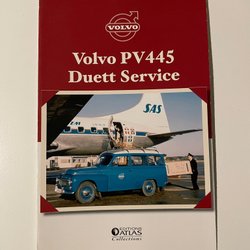 VOLVO
Volvo PV445
Duett Service
SAS
EDITIONS
ATLAS
Collections